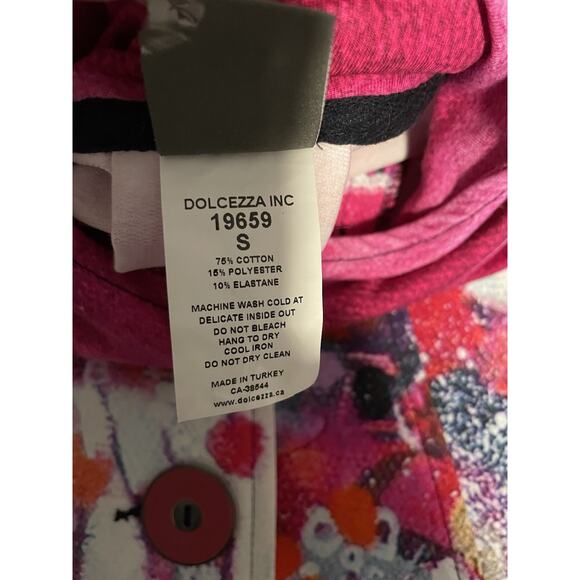 DOLCEZZA INC
19659
S
75% COTTON
15% POLYESTER
10% ELASTANE
MACHINE WASH COLD AT
DELICATE INSIDE OUT
DO NOT BLEACH
HANG TO DRY
COOL IRON
DO NOT DRY CLEAN
MADE IN TURKEY
CA-38544
www.dolcezza.ca